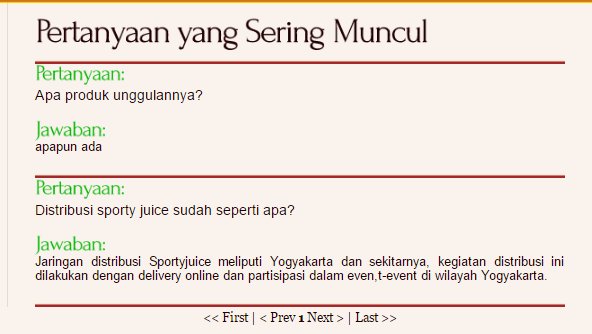 Pertanyaan yang Sering Muncul
Pertanyaan:
Apa produk unggulannya?
Jawaban:
apapun ada
Pertanyaan:
Distribusi sporty juice sudah seperti apa?
Jawaban:
Jaringan distribusi Sportyjuice meliputi Yogyakarta dan sekitarnya, kegiatan distribusi ini
dilakukan dengan delivery online dan partisipasi dalam even,t-event di wilayah Yogyakarta.
<< First | < Prev 1 Next > | Last >>